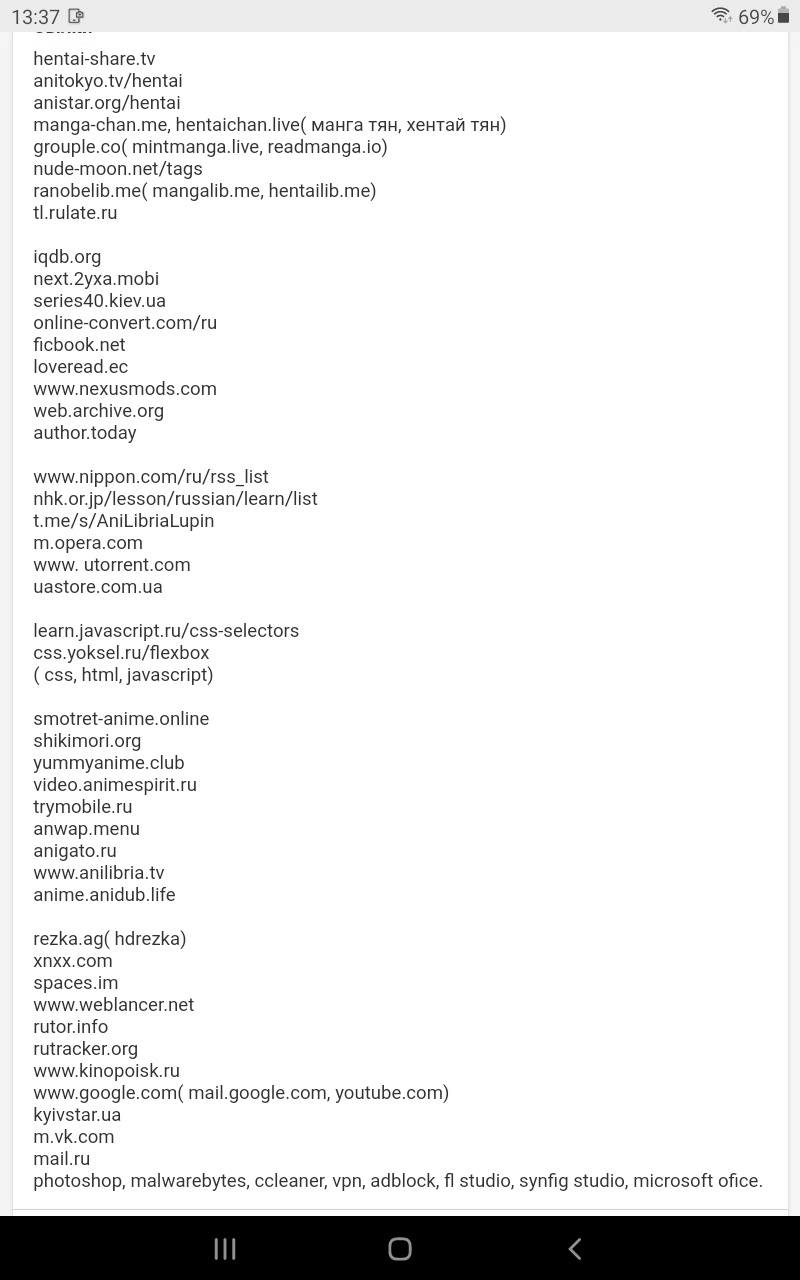 13:37 69%
hentai-share.tv
anitokyo.tv/hentai
anistar.org/hentai
manga-chan.me, hentaichan.live( манга тян, хентай тян)
grouple.co( mintmanga.live, readmanga.io)
nude-moon.net/tags
ranobelib.me( mangalib.me, hentailib.me)
tl.rulate.ru
iqdb.org
next.2yxa.mobi
series40.kiev.ua
online-convert.com/ru
ficbook.net
loveread.ec
www.nexusmods.com
web.archive.org
author.today
www.nippon.com/ru/rss_list
nhk.or.jp/lesson/russian/learn/list
t.me/s/AniLibriaLupin
m.opera.com
www. utorrent.com
uastore.com.ua
learn.javascript.ru/css-selectors
css.yoksel.ru/flexbox
( css, html, javascript)
smotret-anime.online
shikimori.org
yummyanime.club
video.animespirit.ru
trymobile.ru
anwap.menu
anigato.ru
www.anilibria.tv
anime.anidub.life
rezka.ag( hdrezka)
xnxx.com
spaces.im
www.weblancer.net
rutor.info
rutracker.org
www.kinopoisk.ru
www.google.com( mail.google.com, youtube.com)
kyivstar.ua
m.vk.com
mail.ru
photoshop, malwarebytes, ccleaner, vpn, adblock, fl studio, synfig studio, microsoft ofice.